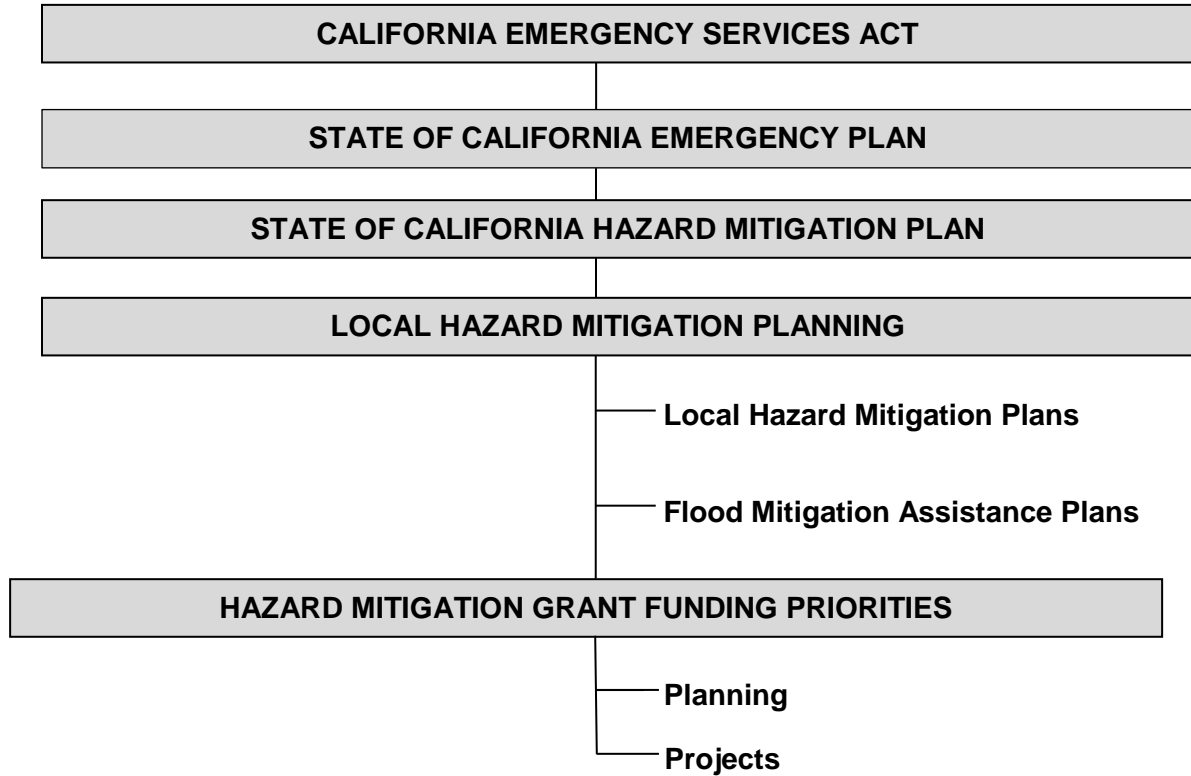 CALIFORNIA EMERGENCY SERVICES ACT
STATE OF CALIFORNIA EMERGENCY PLAN
STATE OF CALIFORNIA HAZARD MITIGATION PLAN
LOCAL HAZARD MITIGATION PLANNING
Local Hazard Mitigation Plans
Flood Mitigation Assistance Plans
HAZARD MITIGATION GRANT FUNDING PRIORITIES
Planning
Projects